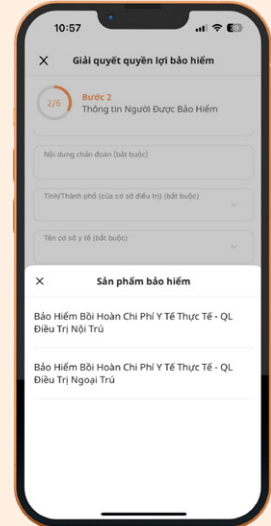 10:57
Giải quyết quyền lợi bảo hiểm
2/6
Bước 2
Thông tin Người Được Bảo Hiểm
Nội dung chẩn đoán (bắt buộc)
Tỉnh/Thành phố (của cơ sở điều trị) (bắt buộc)
Tên cơ sở y tế (bắt buộc)
Sản phẩm bảo hiểm
Bảo Hiểm Bồi Hoàn Chi Phí Y Tế Thực Tế - QL
Điều Trị Nội Trú
Bảo Hiểm Bồi Hoàn Chi Phí Y Tế Thực Tế - QL
Điều Trị Ngoại Trú